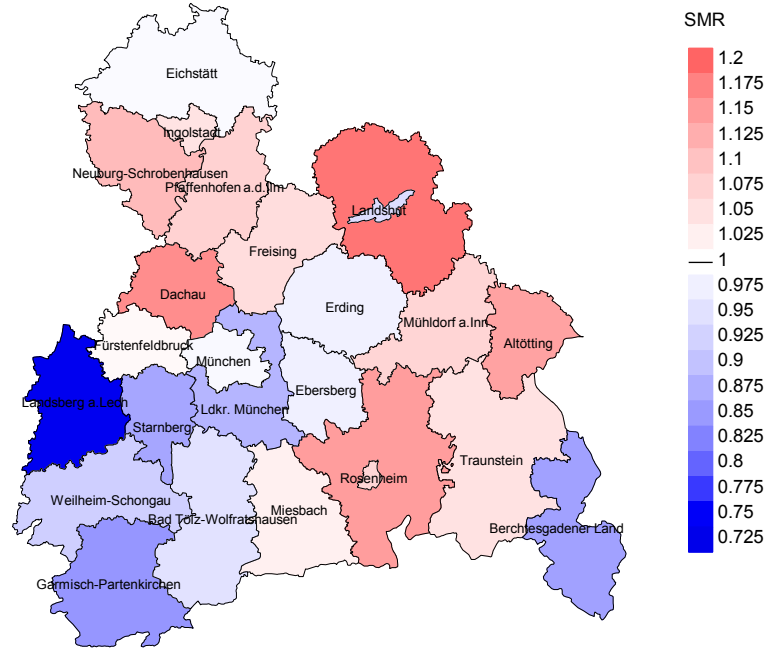 SMR
1.2
1.175
1.15
1.125
1.1
1.075
1.05
1.025
1
0.975
0.95
0.925
0.9
0.875
0.85
0.825
0.8
0.775
0.75
0.725
Eichstätt
Ingolstadt
Neuburg-Schrobenhausen
Pfaffenhofen a.d.Ilm
Landshut
Freising
Dachau
Erding
Mühldorf a.Inn
Altötting
Fürstenfeldbruck
München
Ebersberg
Landsberg a.Lech
Ldkr. München
Starnberg
Traunstein
Rosenheim
Weilheim-Schongau
Miesbach
Bad Tölz-Wolfratshausen
Berchtesgadener Land
Garmisch-Partenkirchen